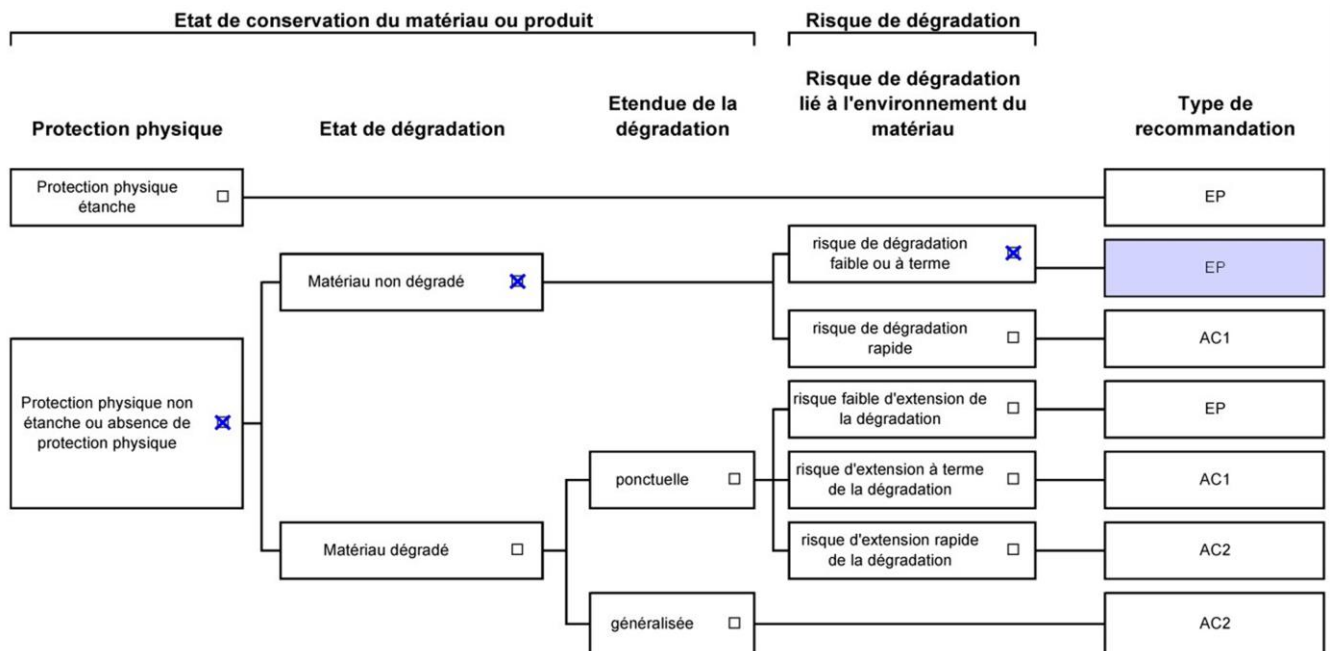 Etat de conservation du matériau ou produit
Risque de dégradation
Protection physique
Etat de dégradation
Etendue de la
dégradation
Risque de dégradation
lié à l'environnement du
matériau
Type de
recommandation
Protection physique
étanche
EP
risque de dégradation
faible ou à terme
EP
Matériau non dégradé
risque de dégradation
rapide
AC1
Protection physique non
étanche ou absence de
protection physique
risque faible d'extension de
la dégradation
EP
ponctuelle
risque d'extension à terme
de la dégradation
AC1
Matériau dégradé
risque d'extension rapide
de la dégradation
AC2
généralisée
AC2